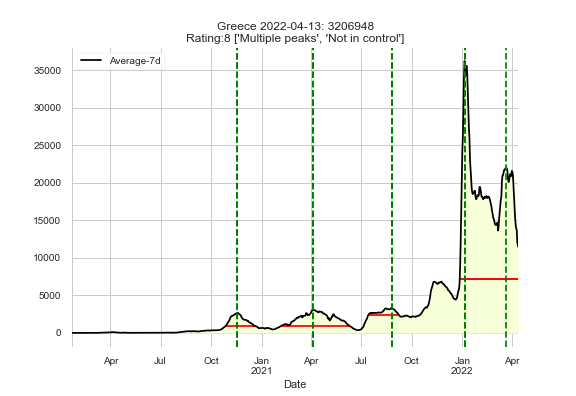 Greece 2022-04-13: 3206948
Rating:8 ['Multiple peaks', 'Not in control']
Average-7d
35000
30000
25000
20000
15000
10000
5000
0
Apr Jul Oct Jan Apr Jul Oct Jan Apr
2021 2022
Date